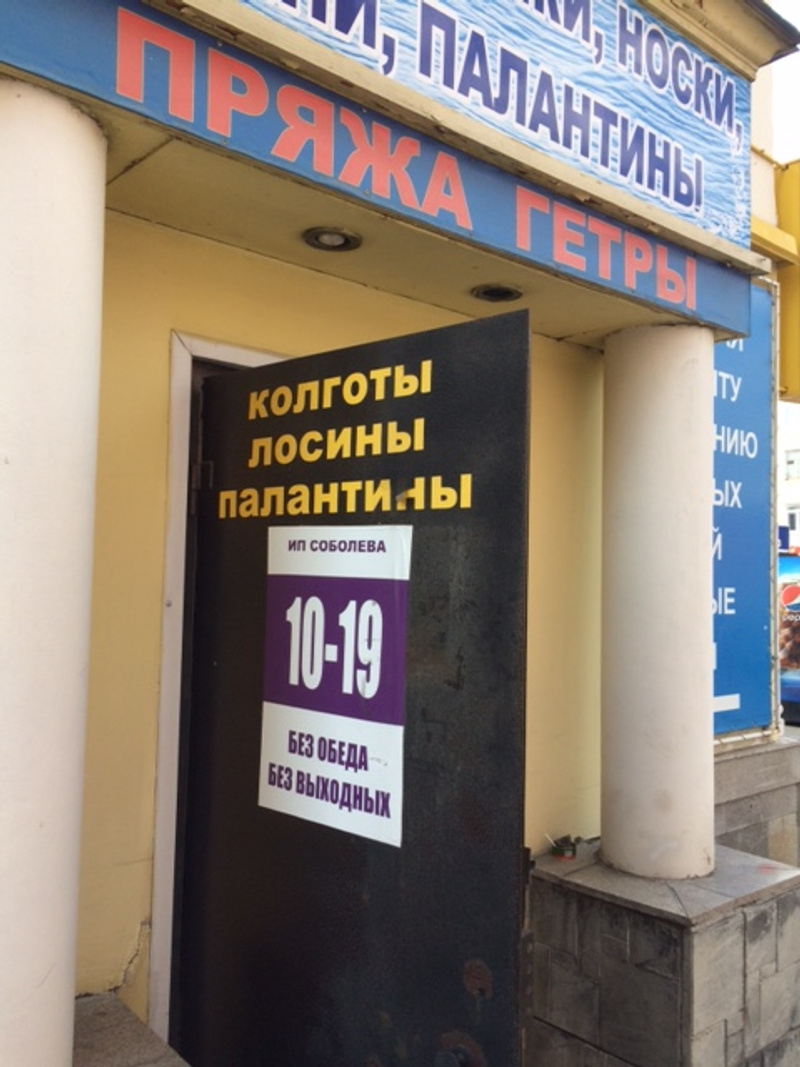 НОСКИ,
ПАЛАНТИНЫ
ПРЯЖА ГЕТРЫ
КОЛГОТЫ
ЛОСИНЫ
ПАЛАНТИНЫ
ИП СОБОЛЕВА
10-19
БЕЗ ОБЕДА
БЕЗ ВЫХОДНЫХ